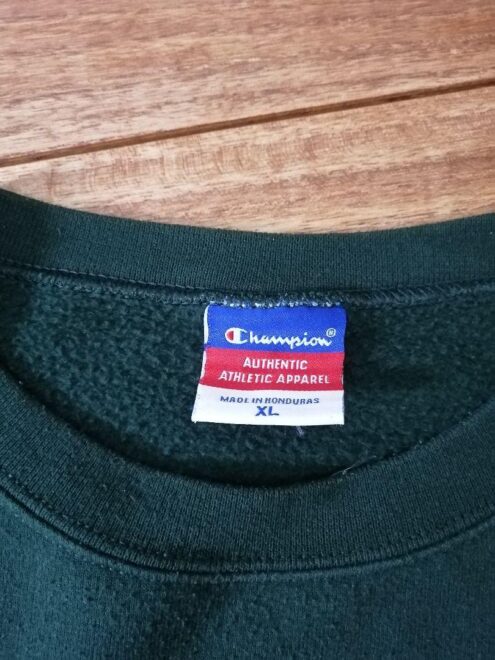 Champion®
AUTHENTIC
ATHLETIC APPAREL
MADE IN HONDURAS
XL